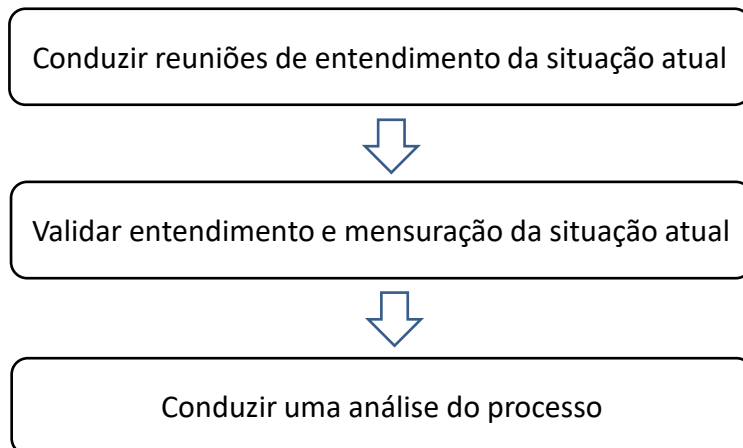 Conduzir reuniões de entendimento da situação atual
Validar entendimento e mensuração da situação atual
Conduzir uma análise do processo